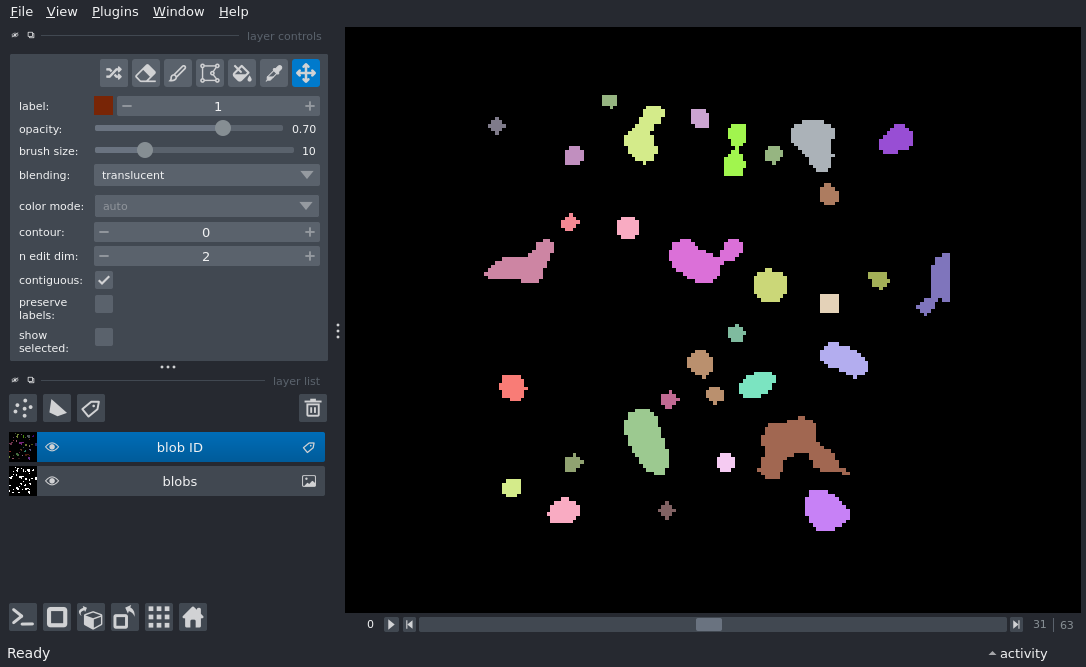 File View Plugins Window Help
layer controls
label: 1
opacity: 0.70
brush size: 10
blending: translucent
color mode: auto
contour: 0
n edit dim: 2
contiguous:
preserve
labels:
show
selected:
layer list
blob ID
blobs
0 31 | 63
Ready activity